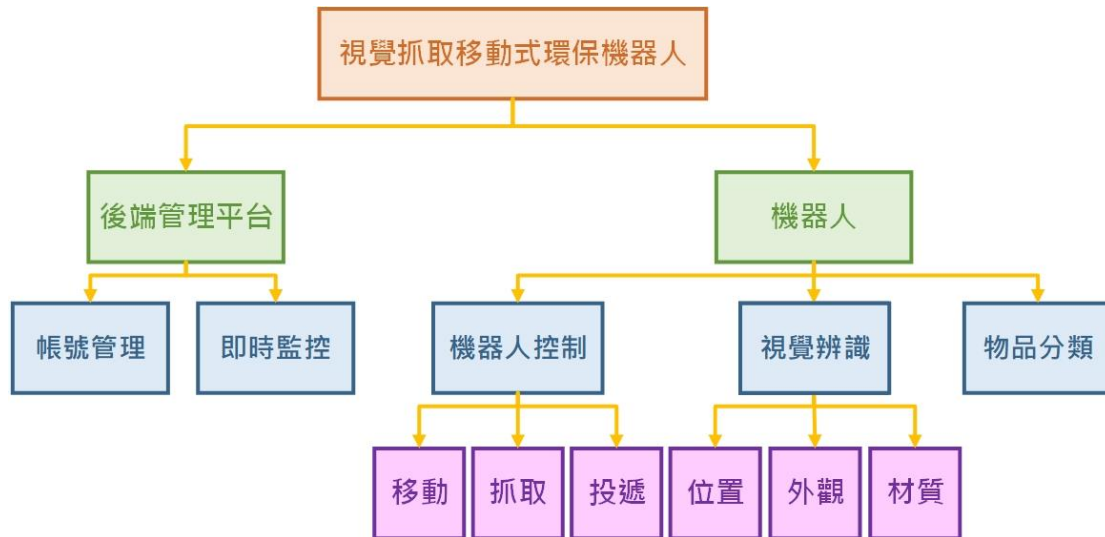 視覺抓取移動式環保機器人
後端管理平台
機器人
帳號管理
即時監控
機器人控制
視覺辨識
物品分類
移動
抓取
投遞
位置
外觀
材質